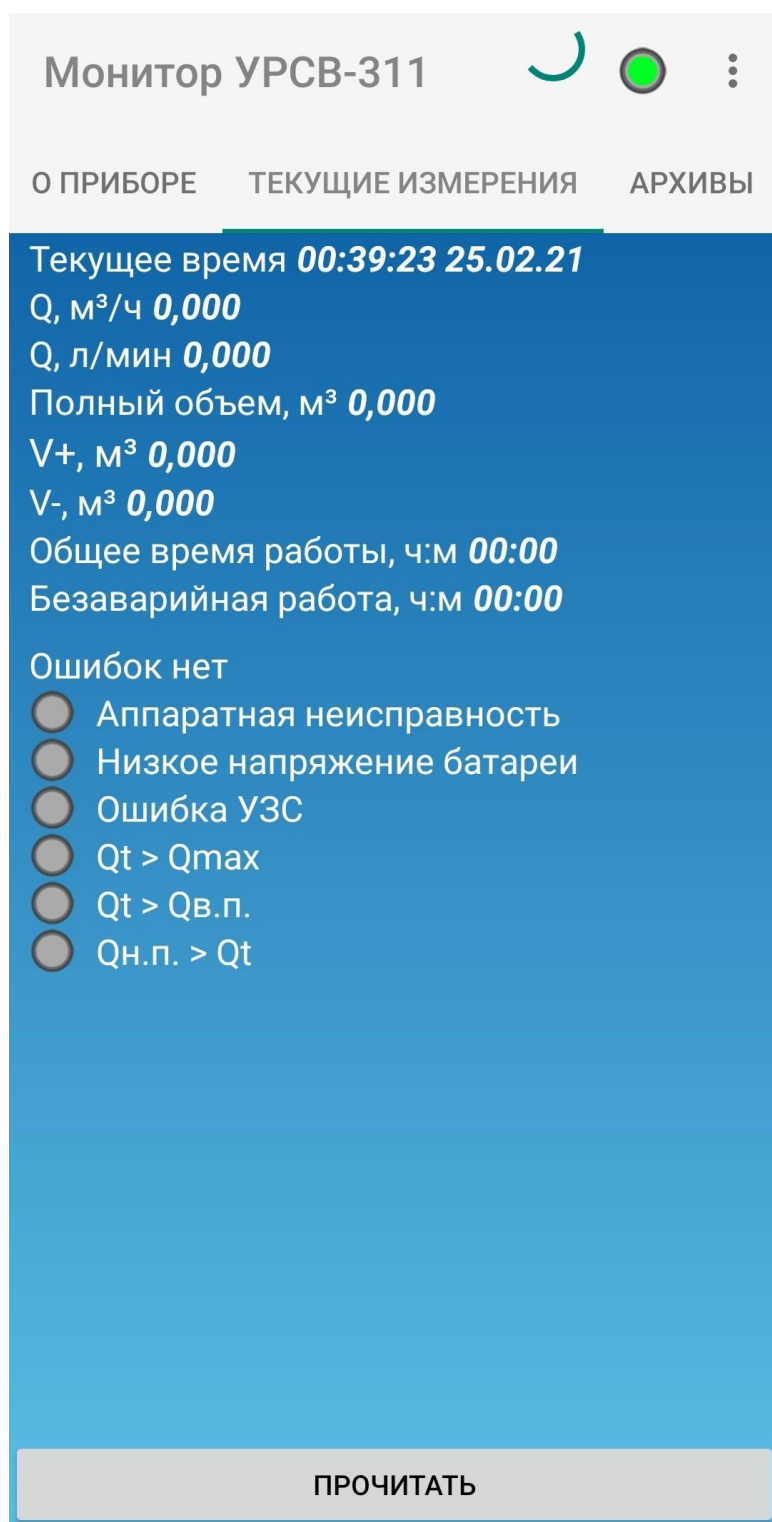 Монитор УРСВ-311
О ПРИБОРЕ ТЕКУЩИЕ ИЗМЕРЕНИЯ АРХИВЫ
Текущее время 00:39:23 25.02.21
Q, м³/ч 0,000
Q, л/мин 0,000
Полный объем, м³ 0,000
V+, м³ 0,000
V-, м³ 0,000
Общее время работы, ч:м 00:00
Безаварийная работа, ч:м 00:00
Ошибок нет
Аппаратная неисправность
Низкое напряжение батареи
Ошибка УЗС
Qt > Qmax
Qt > Qв.п.
Qн.п. > Qt
ПРОЧИТАТЬ